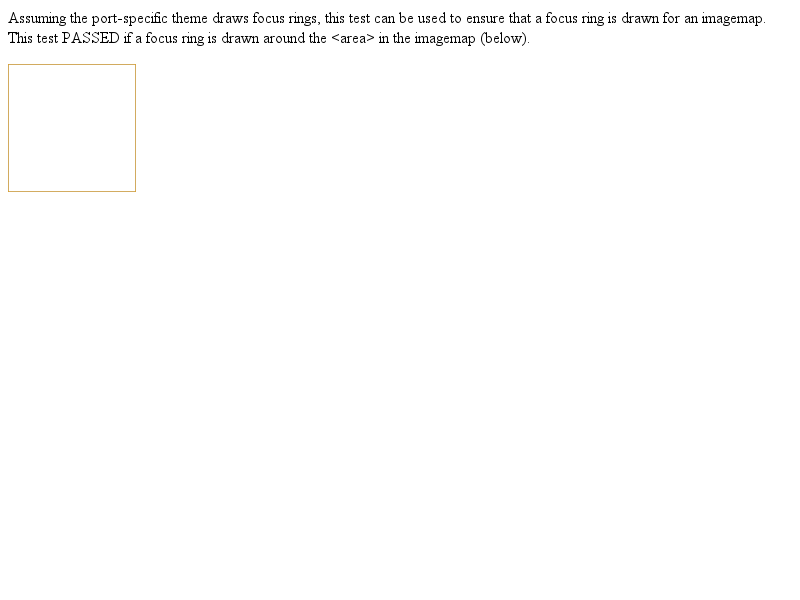 Assuming the port-specific theme draws focus rings, this test can be used to ensure that a focus ring is drawn for an imagemap.
This test PASSED if a focus ring is drawn around the <area> in the imagemap (below).